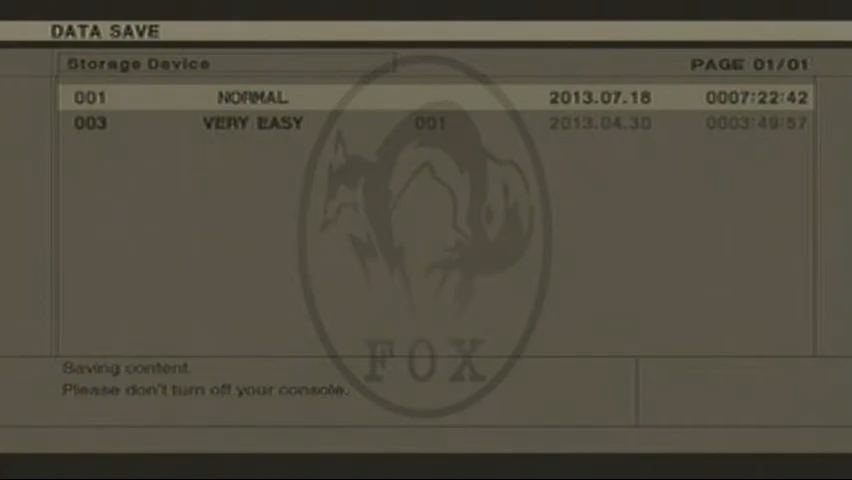 DATA SAVE
Storage Device PAGE 01/01
001 NORMAL 2013.07.18 0007:22:42
003 VERY EASY 001 2013.04.30 0003:49:57
FOX
Saving content.
Please don't turn off your console.